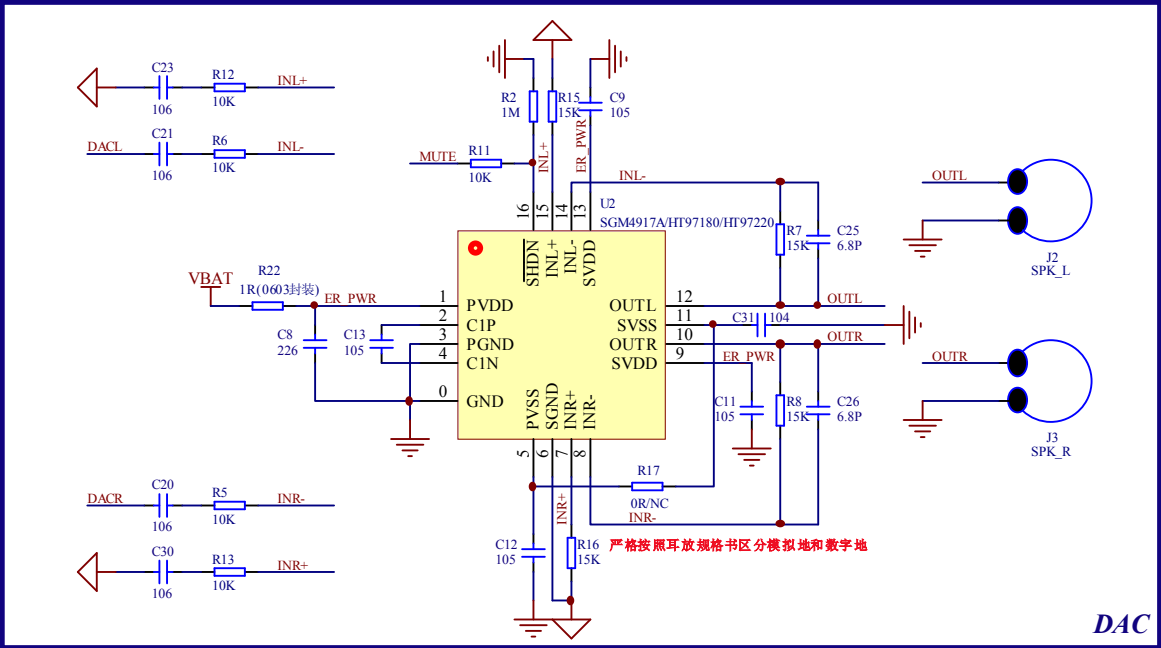 C23
R12
INL+
106
10K
C21
R6
DACL
INL-
106
10K
R2
1M
R15
15K
C9
105
MUTE
R11
10K
INL+
ER_PWR
INL-
16
15
14
13
U2
SGM4917A/HT97180/HT97220
SHDN
INL+
INL-
SVDD
R7
15K
C25
6.8P
OUTL
J2
SPK_L
VBAT
R22
1R(0603封装)
ER_PWR
C8
226
C13
105
1
PVDD
2
C1P
3
PGND
4
C1N
0
GND
OUTL
12
SVSS
11
OUTR
10
SVDD
9
OUTL
C31
104
OUTR
ER_PWR
PVSS
SGND
INR+
INR-
5
6
7
8
C11
105
R8
15K
C26
6.8P
OUTR
J3
SPK_R
R17
0R/NC
INR-
INR+
C12
105
R16
15K
严格按照耳放规格书区分模拟地和数字地
C20
R5
DACR
INR-
106
10K
C30
R13
INR+
106
10K
DAC